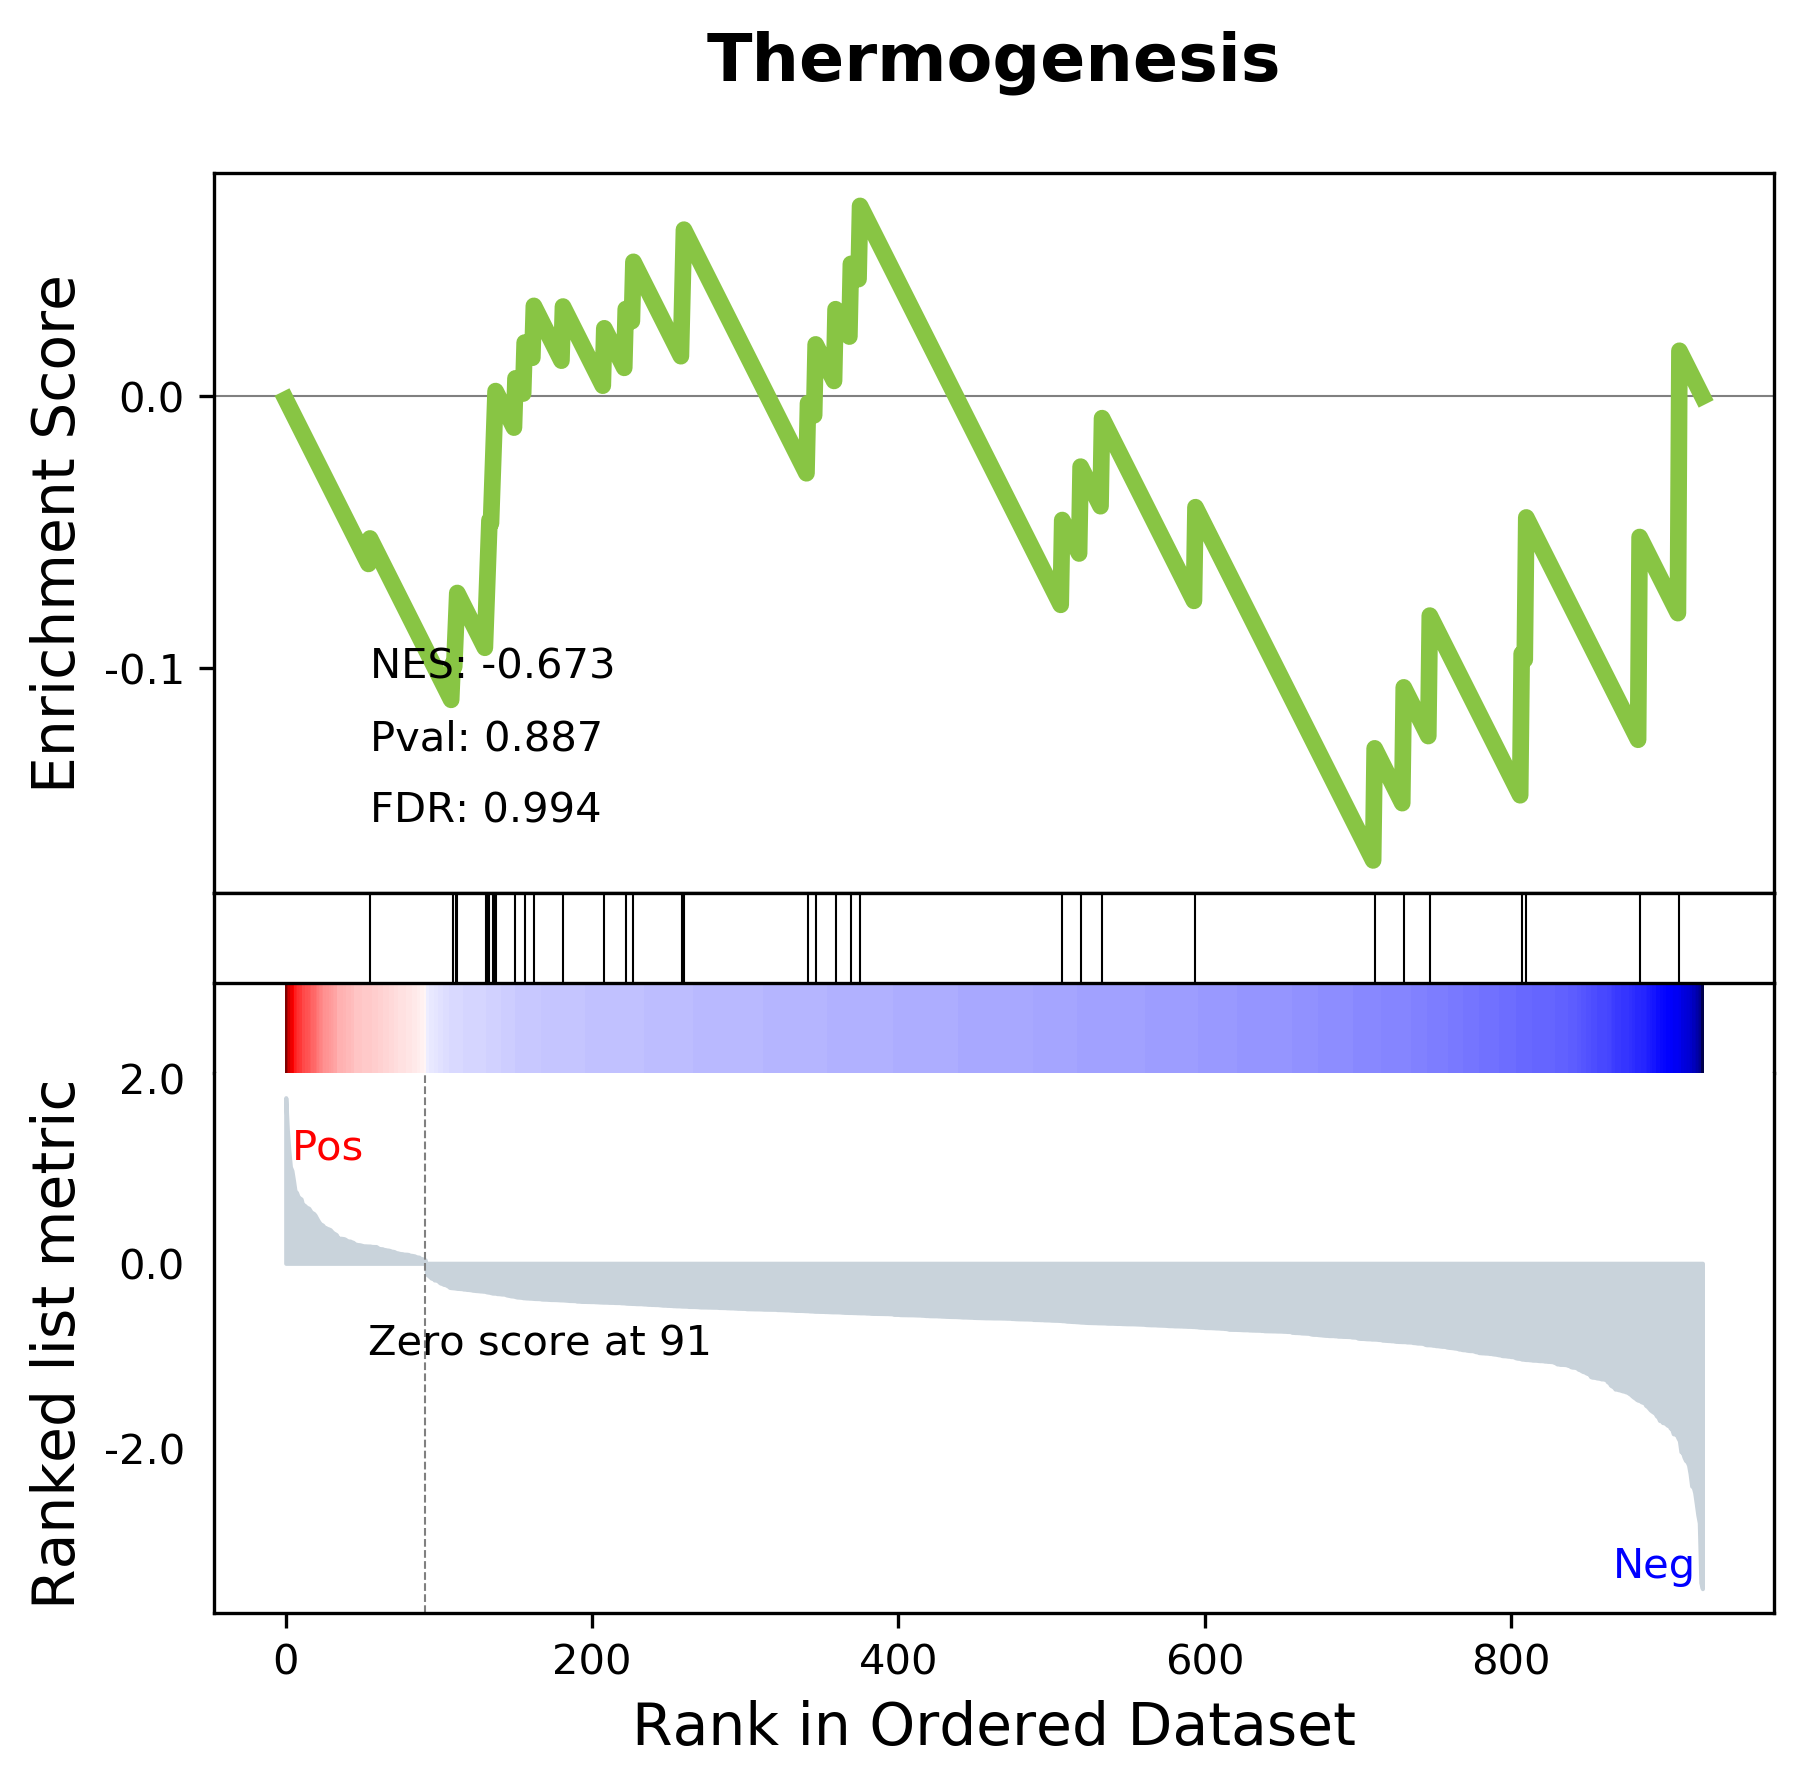 Thermogenesis
Enrichment Score
0.0
-0.1
NES: -0.673
Pval: 0.887
FDR: 0.994
Ranked list metric
2.0
0.0
-2.0
Pos
Zero score at 91
Neg
0 200 400 600 800
Rank in Ordered Dataset